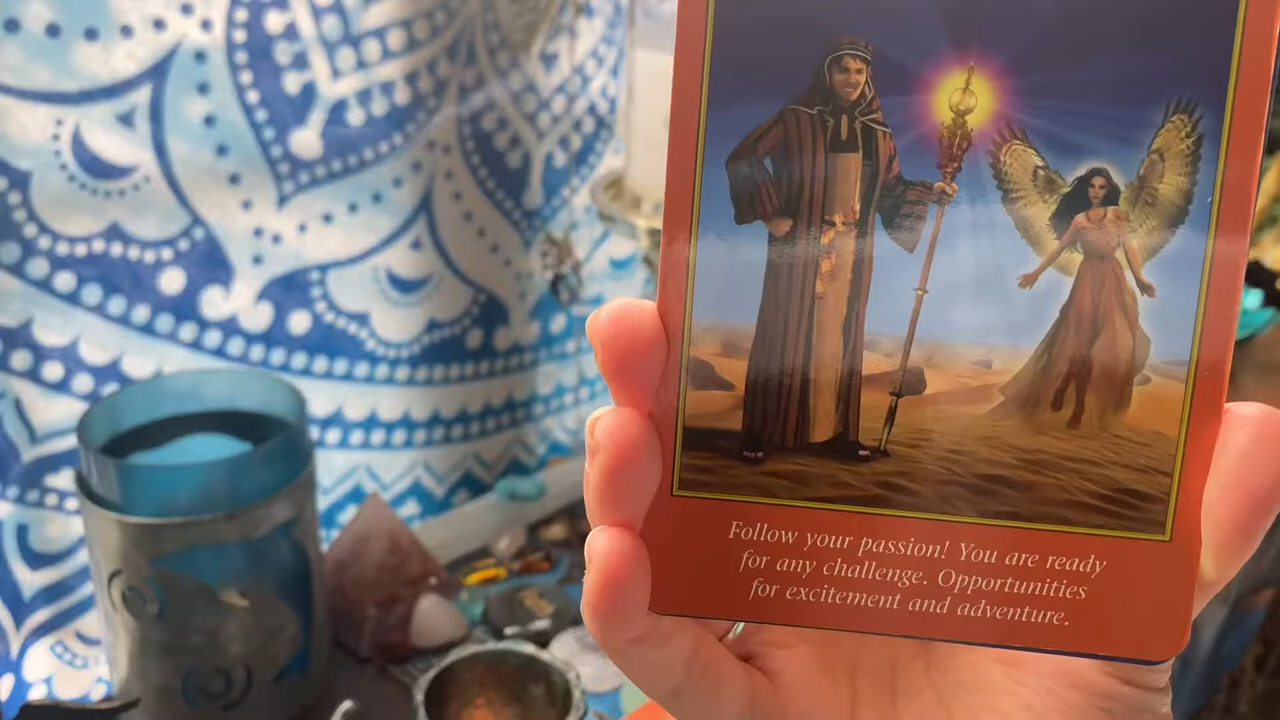 Follow your passion! You are ready
for any challenge. Opportunities
for excitement and adventure.